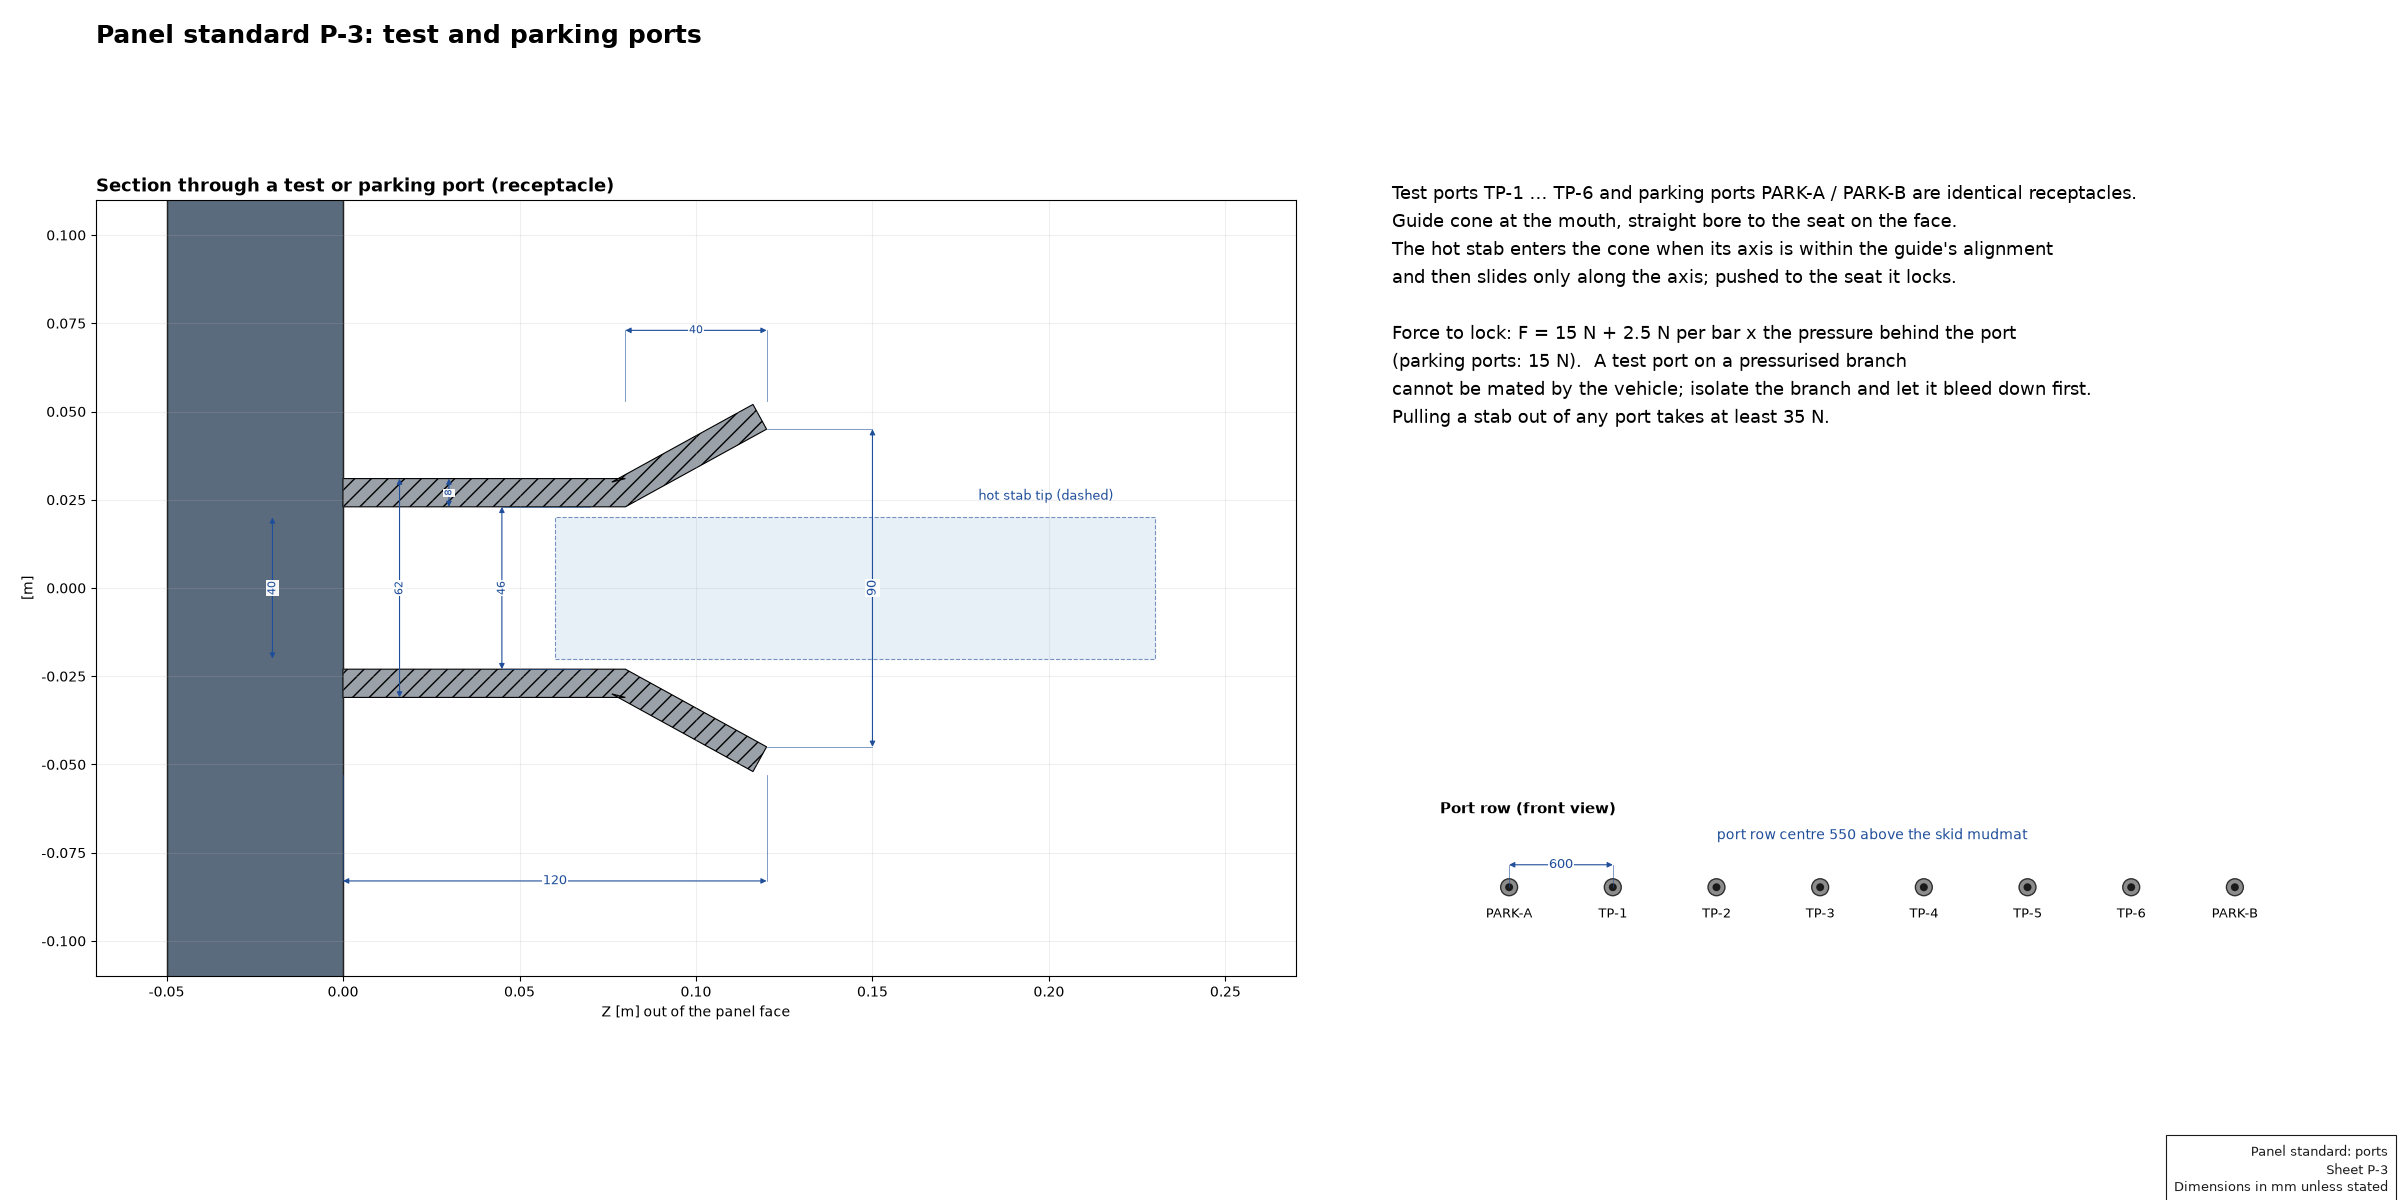 Panel standard P-3: test and parking ports
Section through a test or parking port (receptacle)
0.100
0.075
0.050
0.025
0.000
-0.025
-0.050
-0.075
-0.100
[m]
-0.05
0.00
0.05
0.10
0.15
0.20
0.25
Z [m] out of the panel face
40
8
hot stab tip (dashed)
40
62
46
90
120
Test ports TP-1 ... TP-6 and parking ports PARK-A / PARK-B are identical receptacles.
Guide cone at the mouth, straight bore to the seat on the face.
The hot stab enters the cone when its axis is within the guide's alignment
and then slides only along the axis; pushed to the seat it locks.
Force to lock: F = 15 N + 2.5 N per bar x the pressure behind the port
(parking ports: 15 N).  A test port on a pressurised branch
cannot be mated by the vehicle; isolate the branch and let it bleed down first.
Pulling a stab out of any port takes at least 35 N.
Port row (front view)
port row centre 550 above the skid mudmat
600
PARK-A
TP-1
TP-2
TP-3
TP-4
TP-5
TP-6
PARK-B
Panel standard: ports
Sheet P-3
Dimensions in mm unless stated